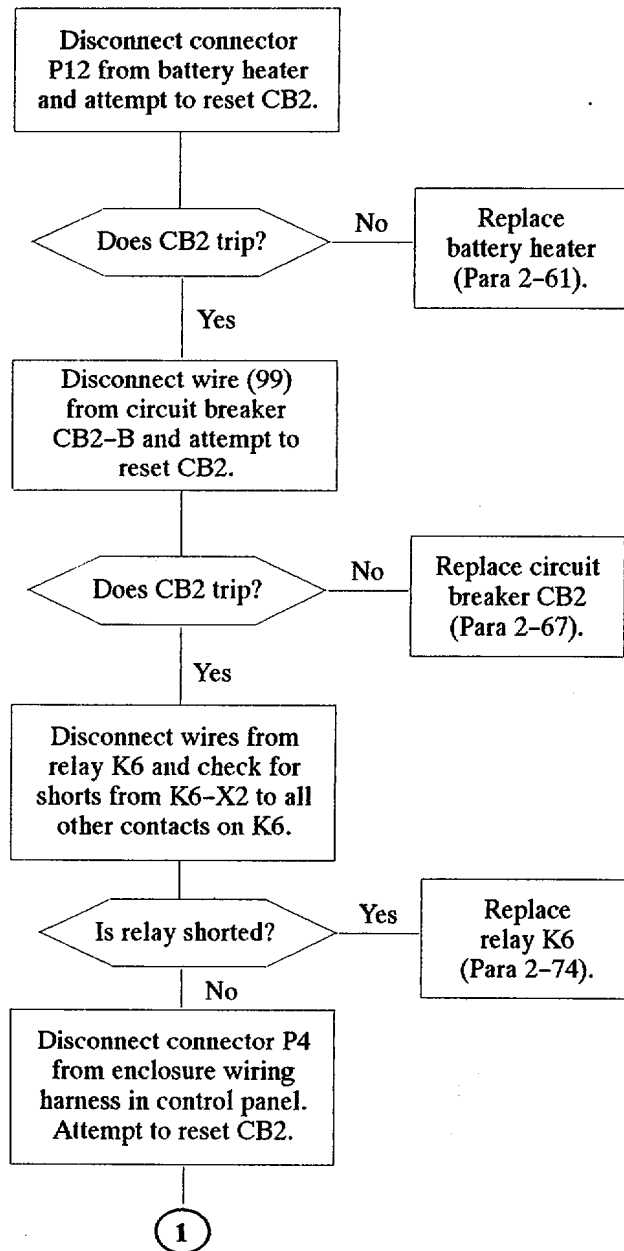 Disconnect connector
P12 from battery heater
and attempt to reset CB2.
Does CB2 trip?
No
Replace
battery heater
(Para 2–61).
Yes
Disconnect wire (99)
from circuit breaker
CB2–B and attempt to
reset CB2.
Does CB2 trip?
No
Replace circuit
breaker CB2
(Para 2–67).
Yes
Disconnect wires from
relay K6 and check for
shorts from K6–X2 to all
other contacts on K6.
Is relay shorted?
Yes
Replace
relay K6
(Para 2–74).
No
Disconnect connector P4
from enclosure wiring
harness in control panel.
Attempt to reset CB2.
1